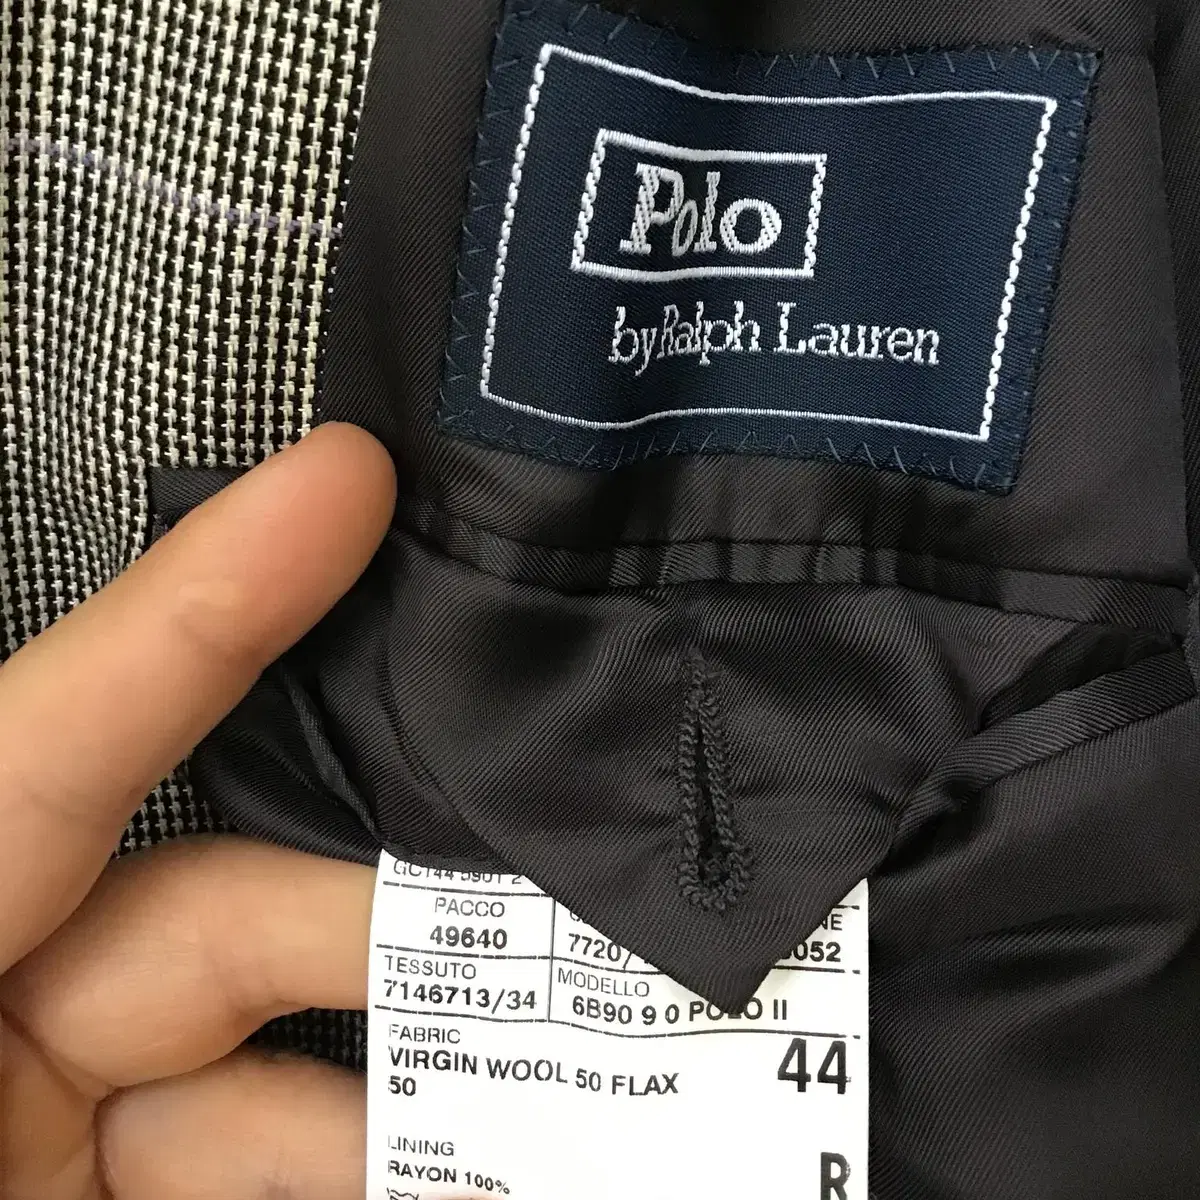 Polo
by Ralph Lauren
PACCO
49640
7720/
NE
052
TESSUTO
7146713/34
MODELLO
6B90 9 0 POLO II
FABRIC
VIRGIN WOOL 50 FLAX
50
44
LINING
RAYON 100%
R